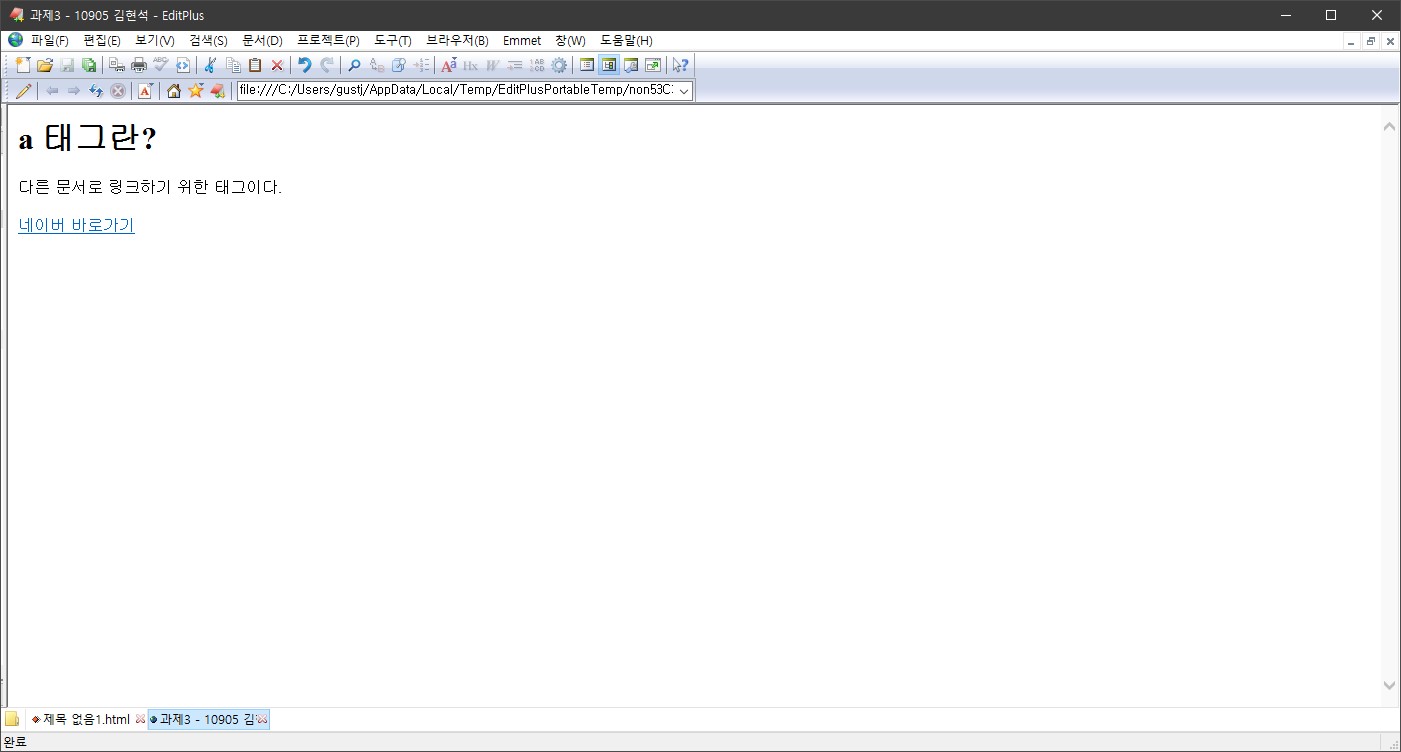 과제3 - 10905 김현석 - EditPlus
파일(F) 편집(E) 보기(V) 검색(S) 문서(D) 프로젝트(P) 도구(T) 브라우저(B) Emmet 창(W) 도움말(H)
file:///C:/Users/gustj/AppData/Local/Temp/EditPlusPortableTemp/non53C
a 태그란?
다른 문서로 링크하기 위한 태그이다.
네이버 바로가기
제목 없음1.html 과제3 - 10905 김
완료